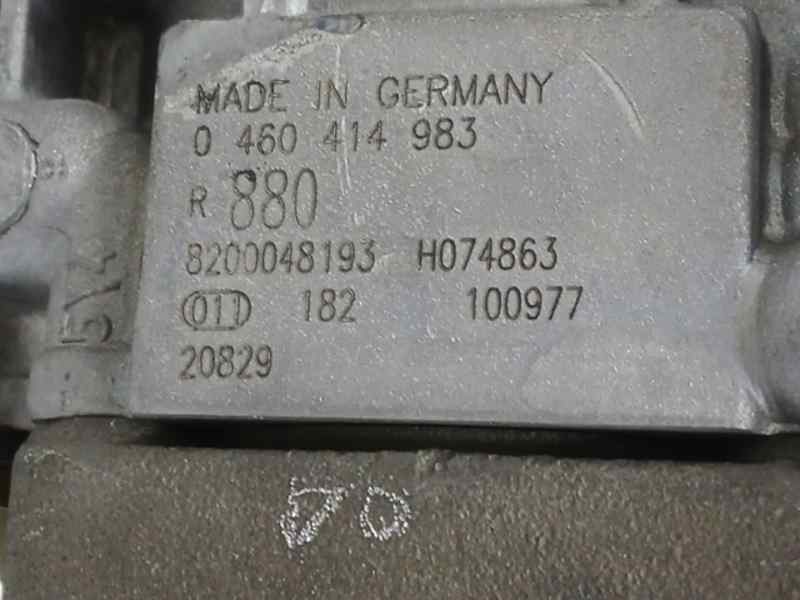 MADE IN GERMANY
0 460 414 983
R 880
8200048193 H074863
011 182 100977
20829